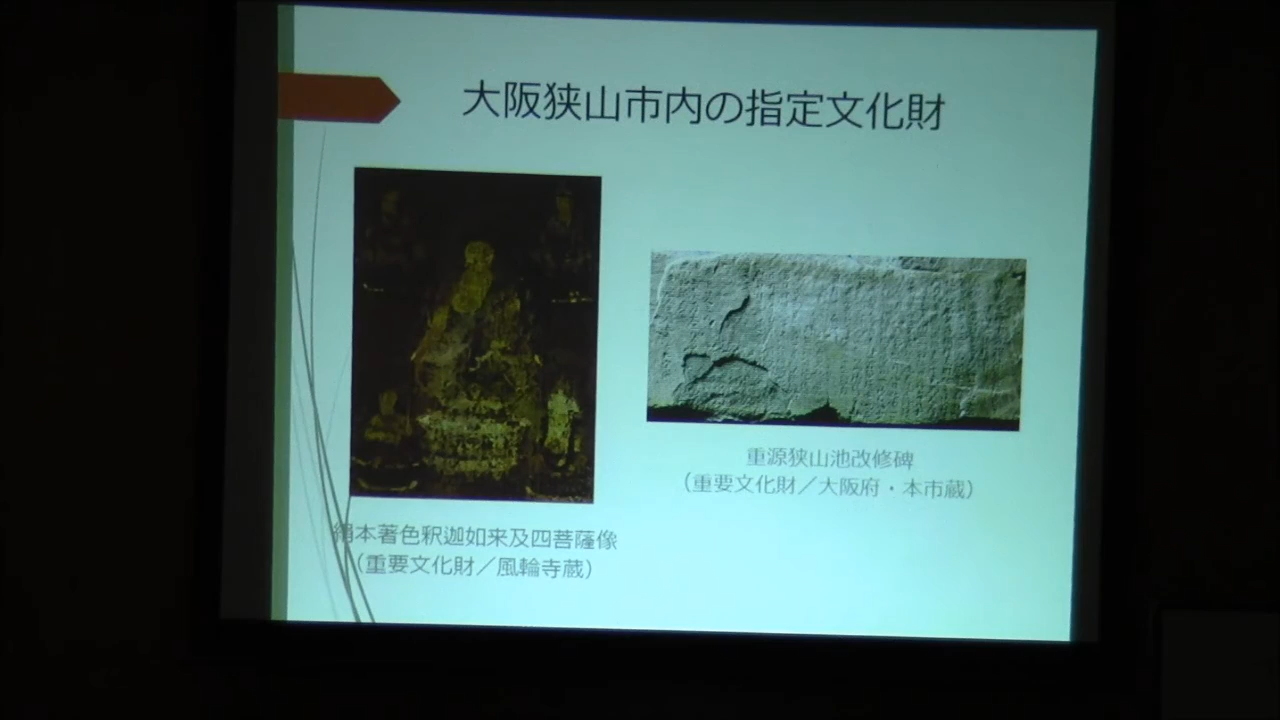 大阪狭山市内の指定文化財
絹本著色釈迦如来及四菩薩像
（重要文化財／風輪寺蔵）
重源狭山池改修碑
（重要文化財／大阪府・本市蔵）